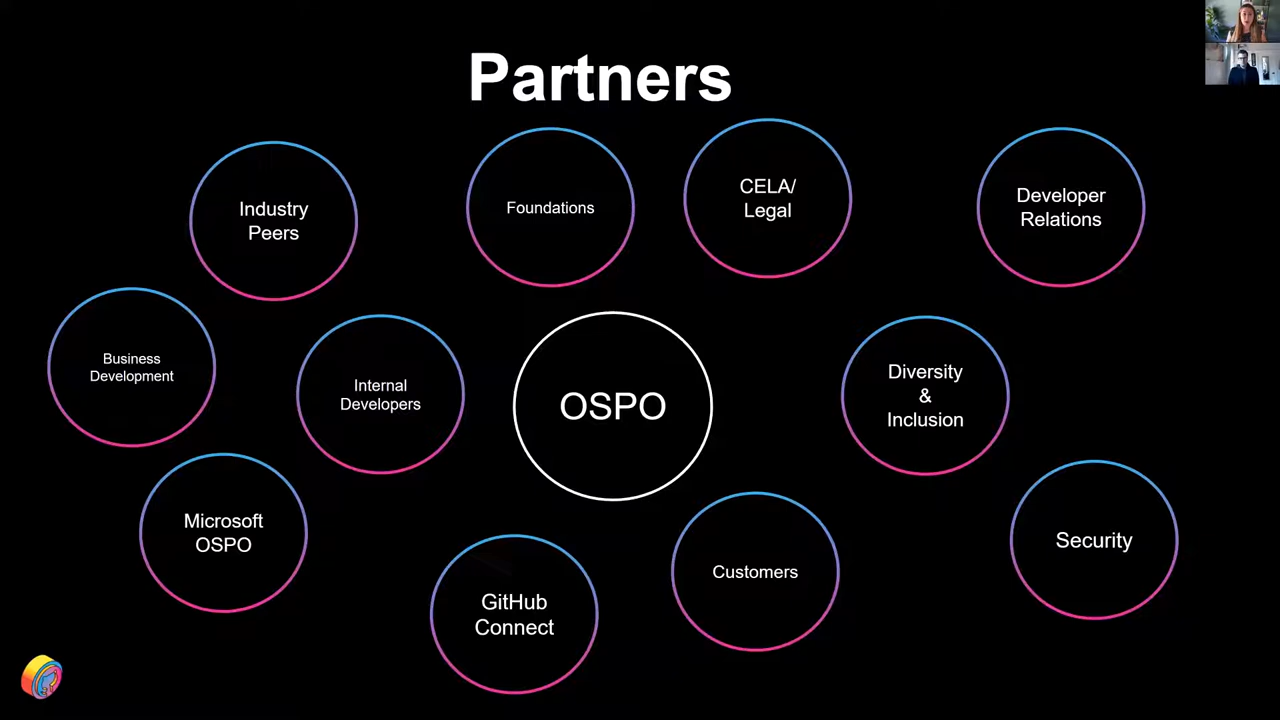 Partners
Industry
Peers
Foundations
CELA/
Legal
Developer
Relations
Business
Development
Internal
Developers
OSPO
Diversity
&
Inclusion
Microsoft
OSPO
GitHub
Connect
Customers
Security